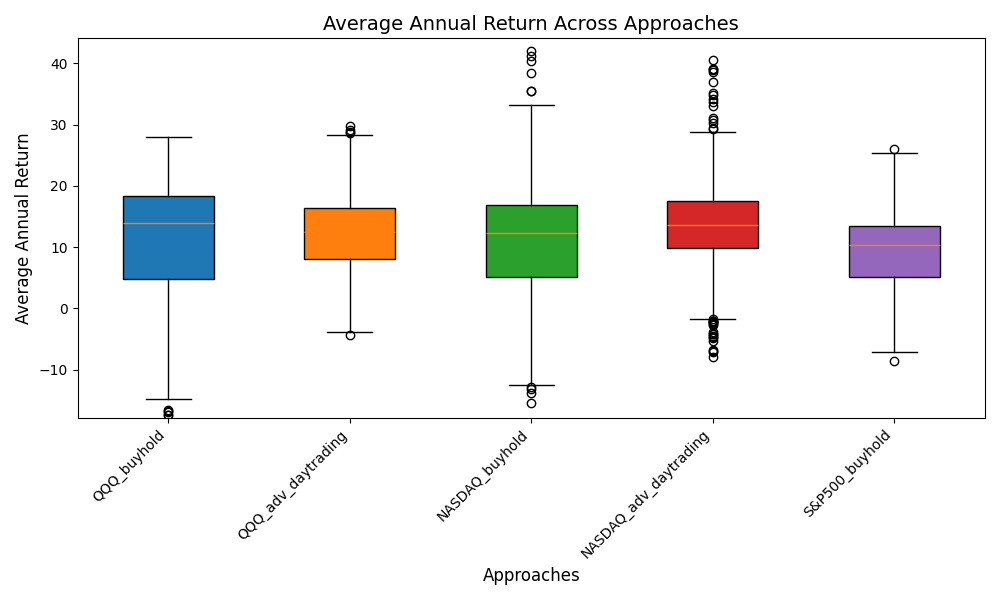 Average Annual Return Across Approaches
Average Annual Return
40
30
20
10
0
−10
QQQ_buyhold
QQQ_adv_daytrading
NASDAQ_buyhold
NASDAQ_adv_daytrading
S&P500_buyhold
Approaches